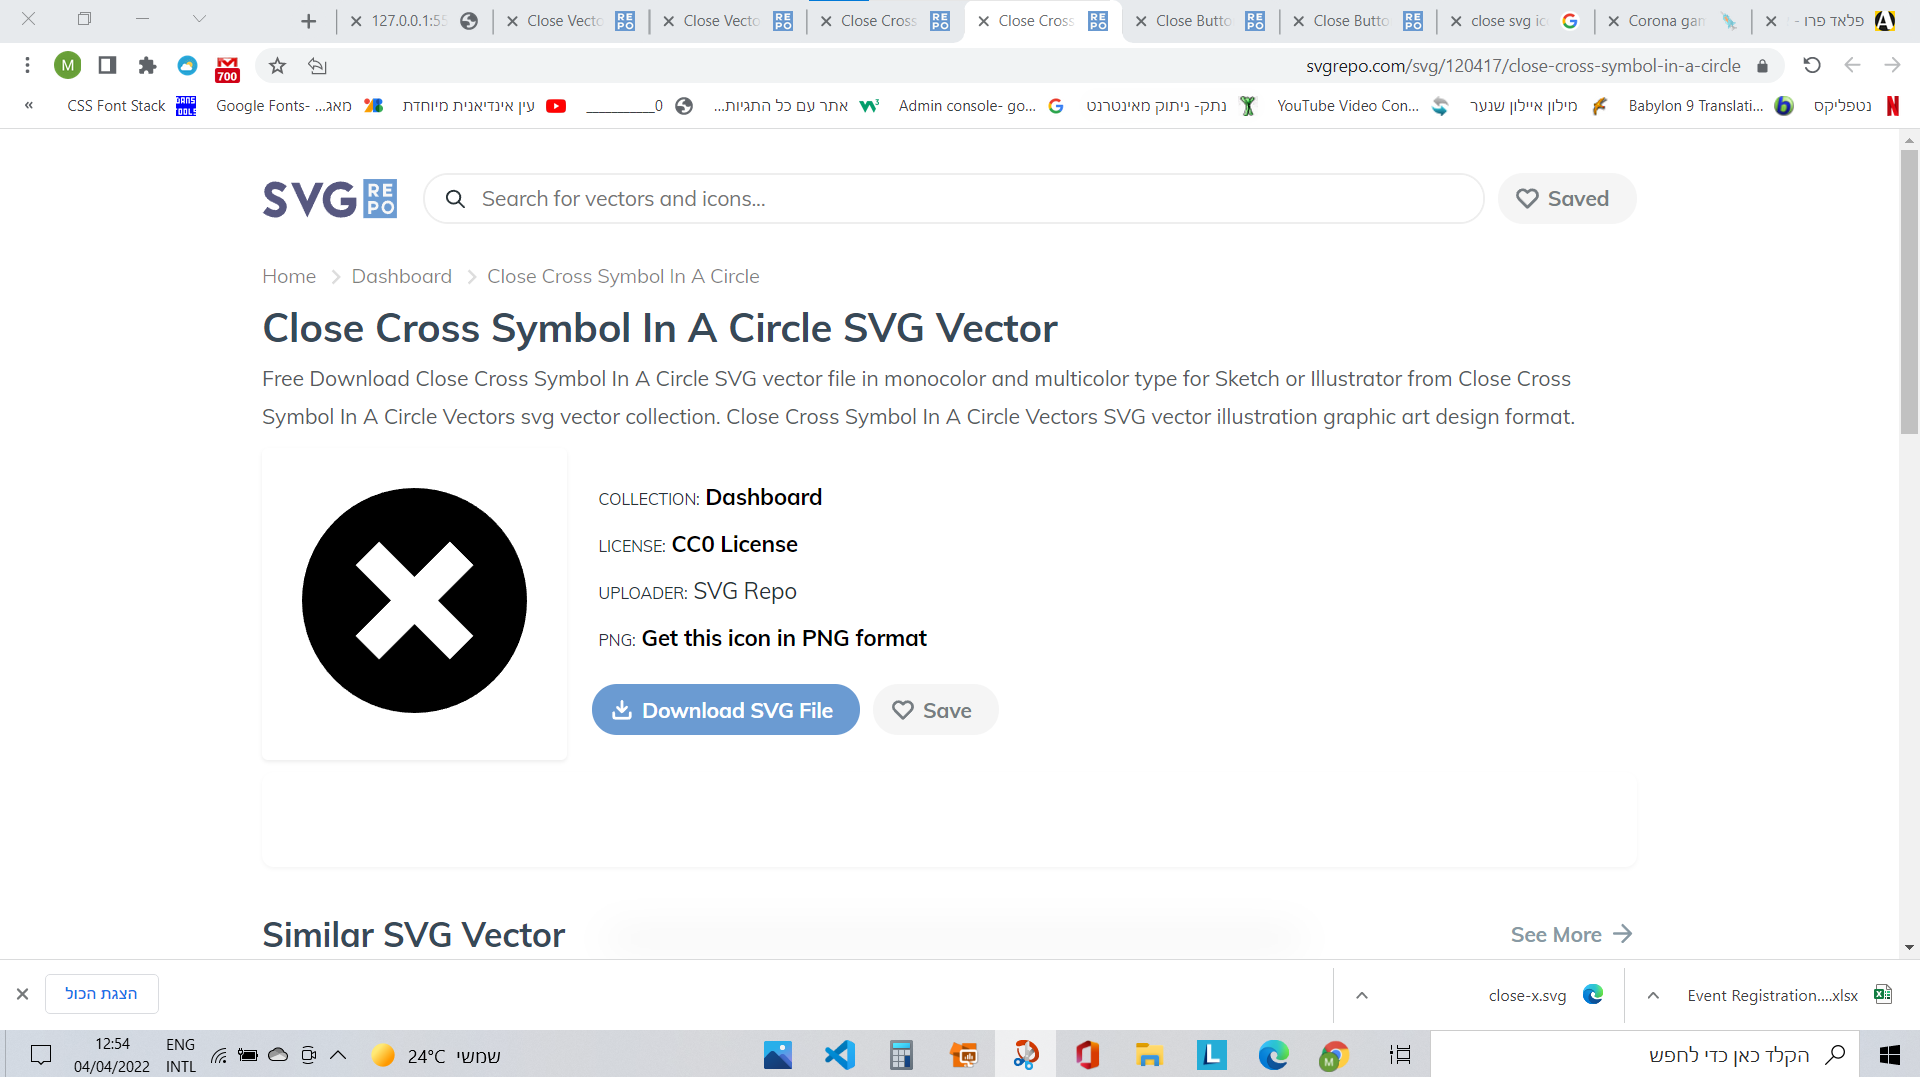 127.0.0.1:55
Close Vecto
Close Vecto
Close Cross
Close Cross
Close Butto
Close Butto
close svg ic
Corona gam
פלאד פרו -
M
700
svgrepo.com/svg/120417/close-cross-symbol-in-a-circle
« CSS Font Stack
Google Fonts- ...מאג
עין אינדיאנית מיוחדת
___________0
אתר עם כל התגיות...
Admin console- go...
נתק- ניתוק מאינטרנט
YouTube Video Con...
מילון איילון שנער
Babylon 9 Translati...
נטפליקס
SVG REPO
Search for vectors and icons...
Saved
Home > Dashboard > Close Cross Symbol In A Circle
Close Cross Symbol In A Circle SVG Vector
Free Download Close Cross Symbol In A Circle SVG vector file in monocolor and multicolor type for Sketch or Illustrator from Close Cross
Symbol In A Circle Vectors svg vector collection. Close Cross Symbol In A Circle Vectors SVG vector illustration graphic art design format.
COLLECTION: Dashboard
LICENSE: CC0 License
UPLOADER: SVG Repo
PNG: Get this icon in PNG format
Download SVG File
Save
Similar SVG Vector
See More
הצגת הכול
close-x.svg
Event Registration....xlsx
12:54
04/04/2022
ENG
INTL
24°C שמשי
הקלד כאן כדי לחפש